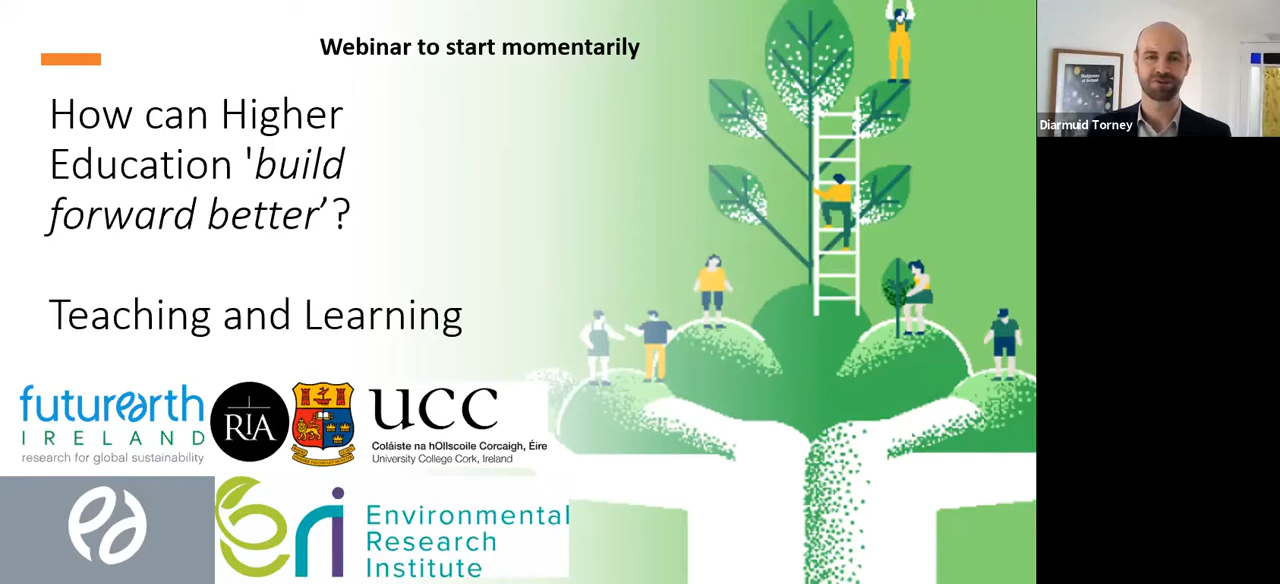 Webinar to start momentarily
How can Higher
Education 'build
forward better’?
Teaching and Learning
futurearth
IRELAND
research for global sustainability
RIA
UCC
Coláiste na hOllscoile Corcaigh, Éire
University College Cork, Ireland
eri
Environmental
Research
Institute
Diarmuid Torney